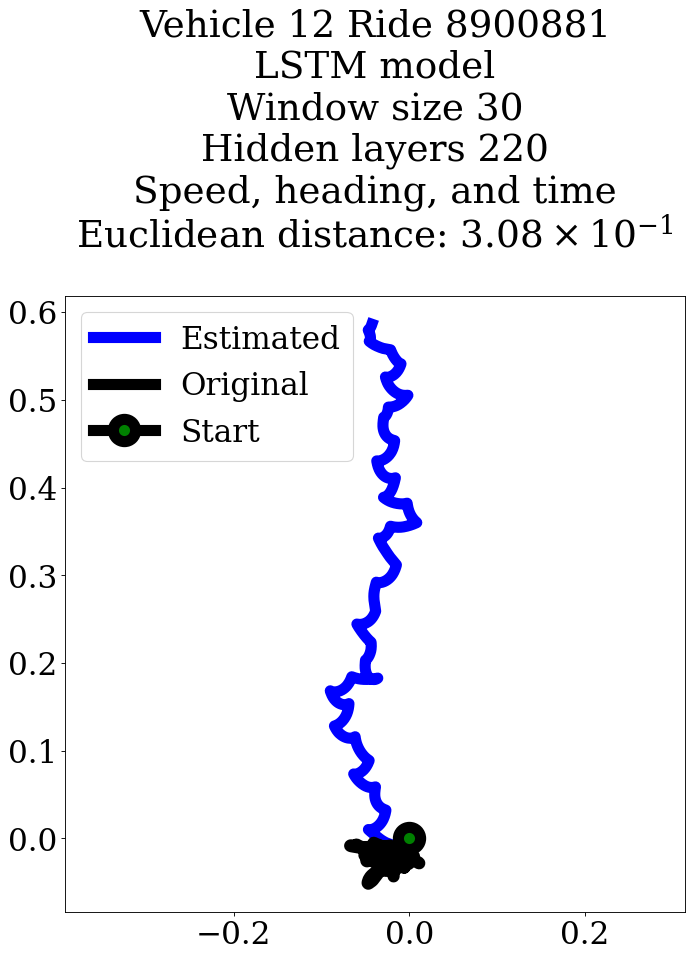 Vehicle 12 Ride 8900881
LSTM model
Window size 30
Hidden layers 220
Speed, heading, and time
Euclidean distance: 3.08 × 10⁻¹
Estimated
Original
Start
0.6
0.5
0.4
0.3
0.2
0.1
0.0
−0.2 0.0 0.2